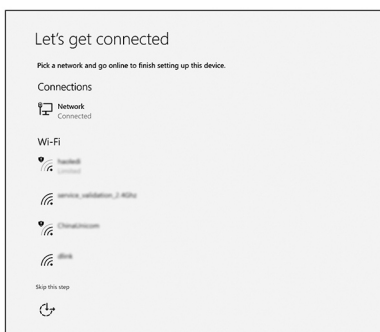 Let's get connected
Pick a network and go online to finish setting up this device.
Connections
Network
Connected
Wi-Fi
Limited
service_validation_2.4Ghz
ChinaUnicom
dlink
Skip this step